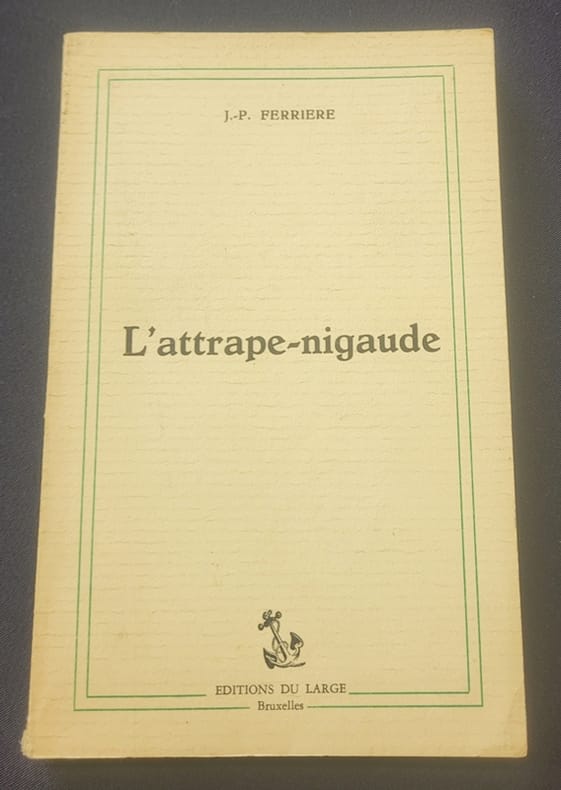 J.-P. FERRIERE
L'attrape-nigaude
EDITIONS DU LARGE
Bruxelles